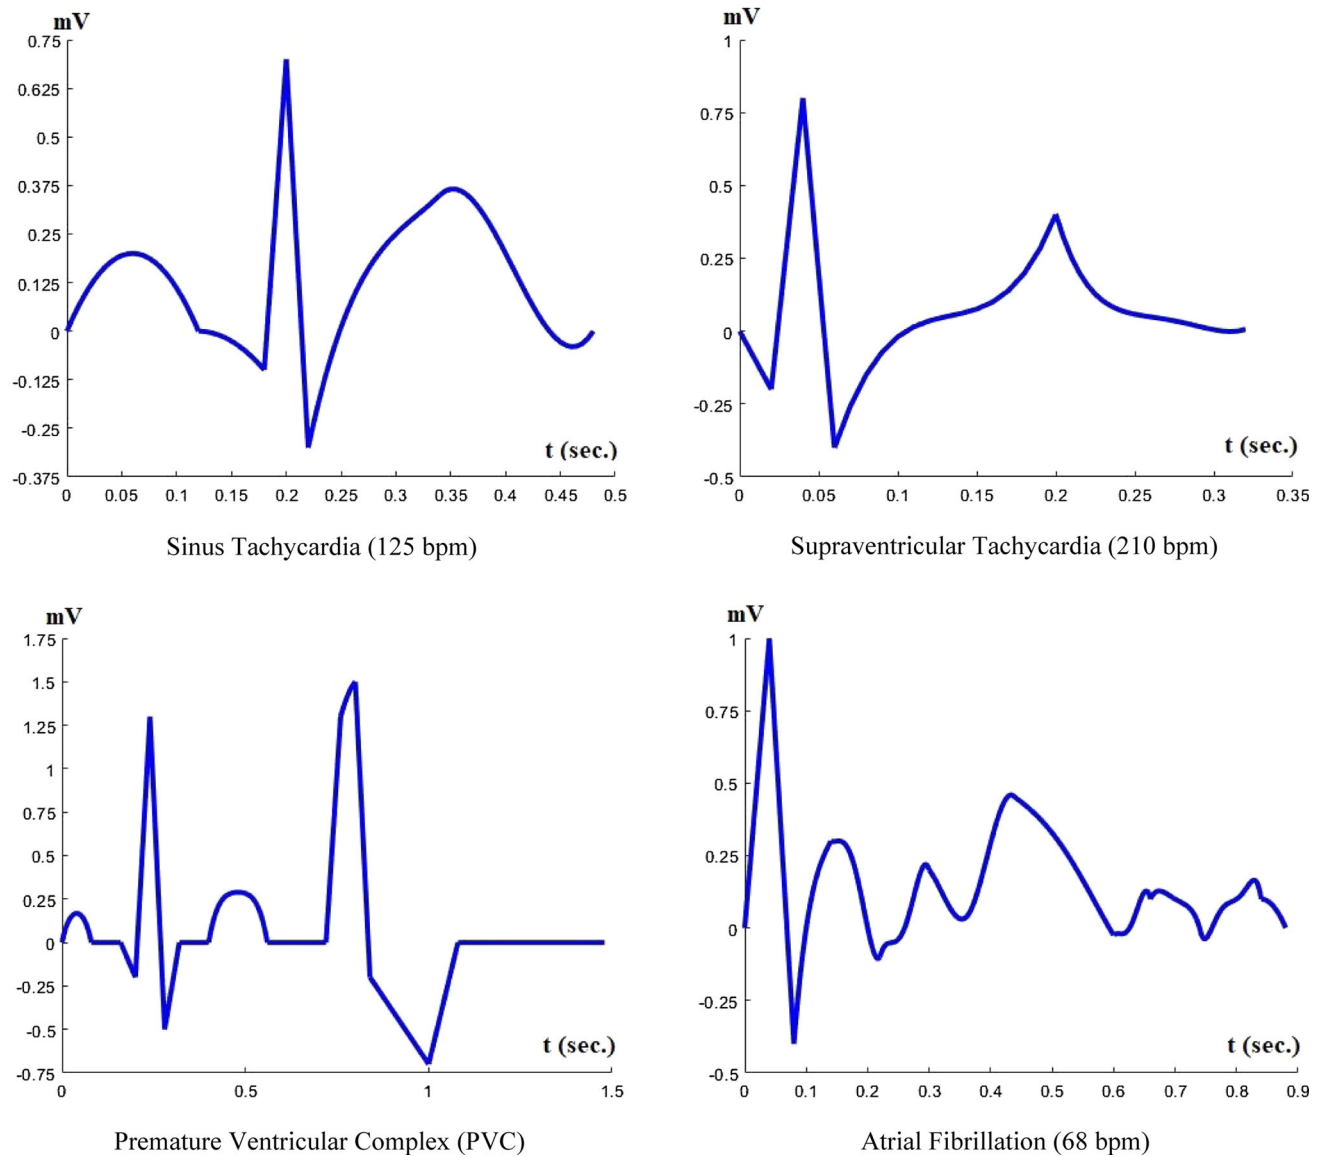 mV
0.75
0.625
0.5
0.375
0.25
0.125
0
-0.125
-0.25
-0.375
0 0.05 0.1 0.15 0.2 0.25 0.3 0.35 0.4 0.45 0.5
t (sec.)
Sinus Tachycardia (125 bpm)
mV
1
0.75
0.5
0.25
0
-0.25
-0.5
0 0.05 0.1 0.15 0.2 0.25 0.3 0.35
t (sec.)
Supraventricular Tachycardia (210 bpm)
mV
1.75
1.5
1.25
1
0.75
0.5
0.25
0
-0.25
-0.5
-0.75
0 0.5 1 1.5
t (sec.)
Premature Ventricular Complex (PVC)
mV
1
0.75
0.5
0.25
0
-0.25
-0.5
0 0.1 0.2 0.3 0.4 0.5 0.6 0.7 0.8 0.9
t (sec.)
Atrial Fibrillation (68 bpm)